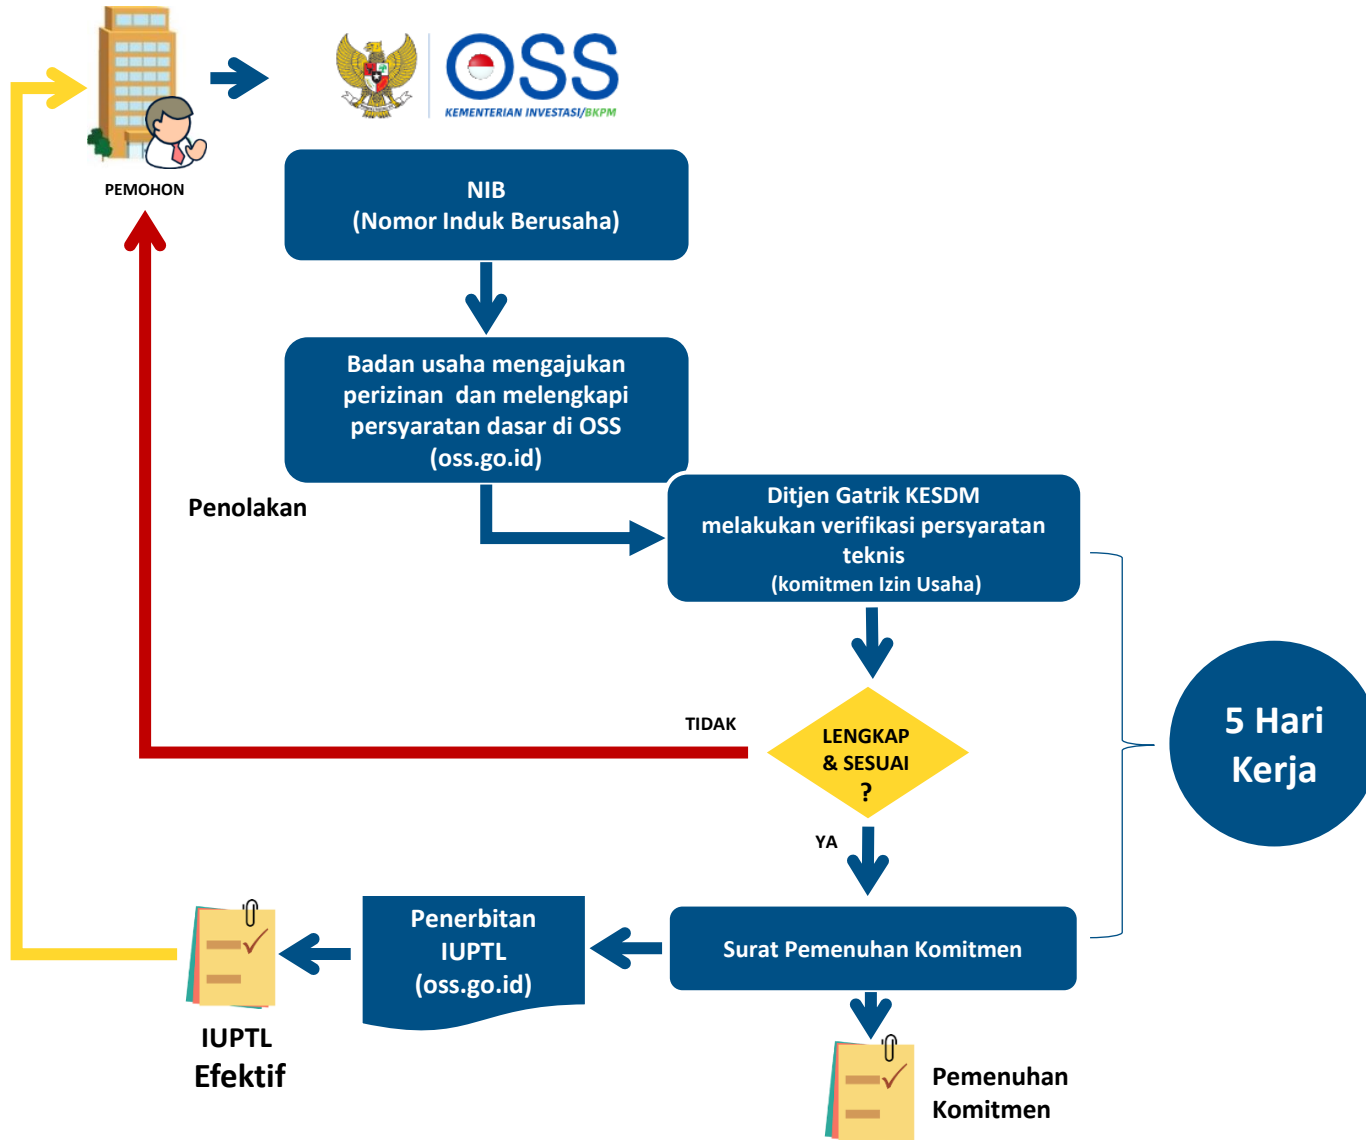 OSS
KEMENTERIAN INVESTASI/BKPM
PEMOHON
NIB
(Nomor Induk Berusaha)
Badan usaha mengajukan
perizinan dan melengkapi
persyaratan dasar di OSS
(oss.go.id)
Penolakan
Ditjen Gatrik KESDM
melakukan verifikasi persyaratan
teknis
(komitmen Izin Usaha)
TIDAK
LENGKAP
& SESUAI
?
5 Hari
Kerja
YA
Penerbitan
IUPTL
(oss.go.id)
Surat Pemenuhan Komitmen
IUPTL
Efektif
Pemenuhan
Komitmen